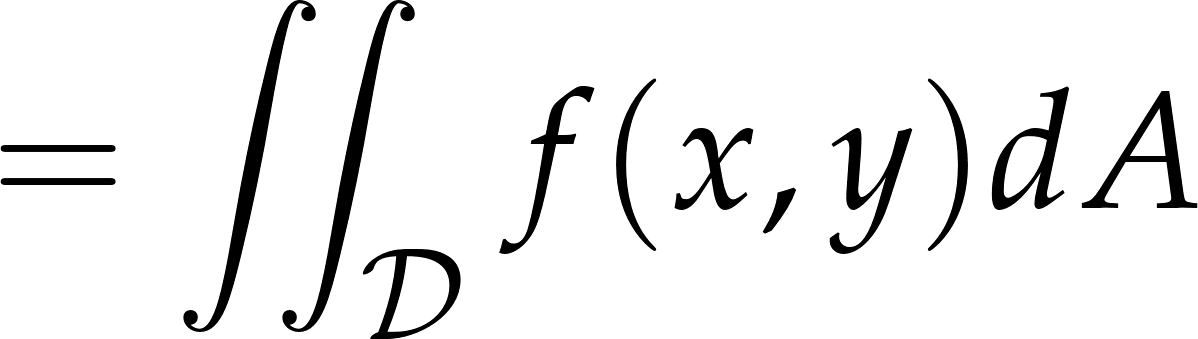 = ∬_𝒟 f(x, y)dA